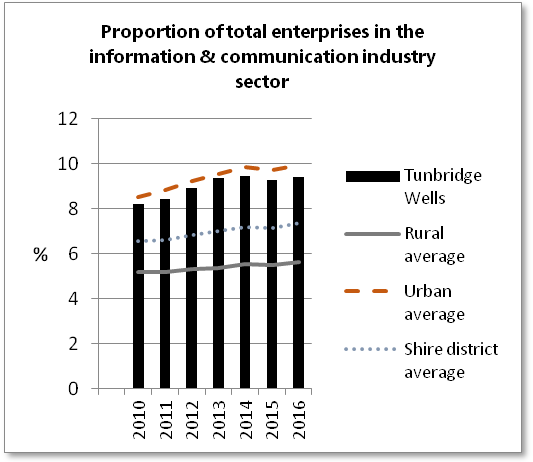 Proportion of total enterprises in the
information & communication industry
sector
12
10
8
6
4
2
0
%
2010
2011
2012
2013
2014
2015
2016
Tunbridge
Wells
Rural
average
Urban
average
Shire district
average